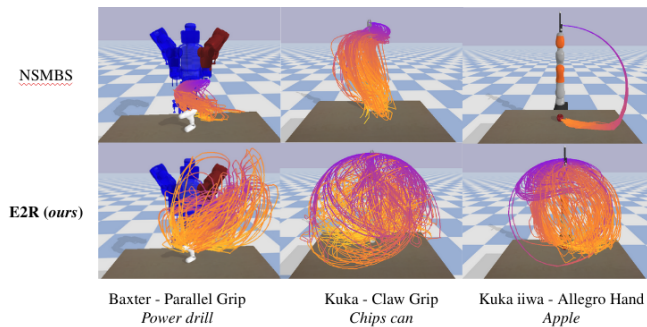 NSMBS
E2R (ours)
Baxter - Parallel Grip
Power drill
Kuka - Claw Grip
Chips can
Kuka iiwa - Allegro Hand
Apple